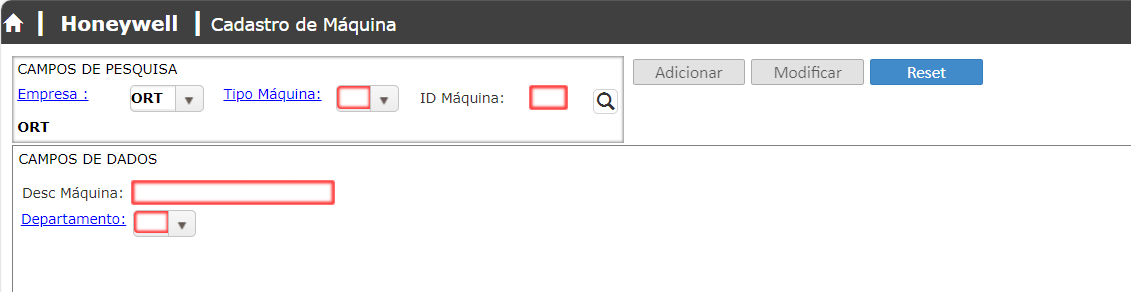 Honeywell Cadastro de Máquina
CAMPOS DE PESQUISA
Adicionar Modificar Reset
Empresa : ORT Tipo Máquina: ID Máquina:
ORT
CAMPOS DE DADOS
Desc Máquina:
Departamento: